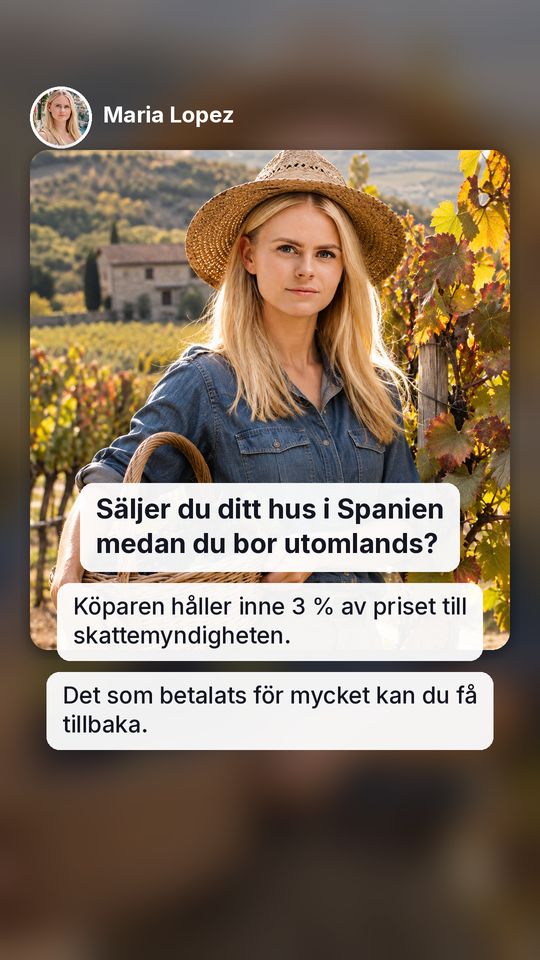 Maria Lopez
Säljer du ditt hus i Spanien
medan du bor utomlands?
Köparen håller inne 3 % av priset till
skattemyndigheten.
Det som betalats för mycket kan du få
tillbaka.